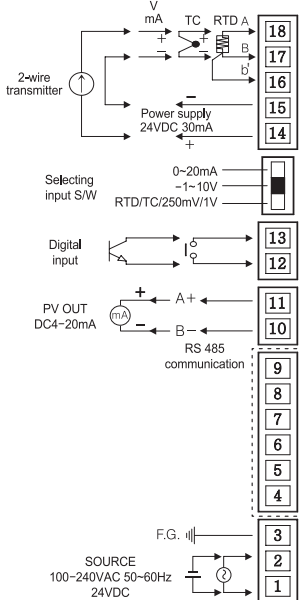 V
mA TC RTD A
+ + 18
− − B 17
b' 16
2-wire
transmitter
− 15
Power supply
24VDC 30mA
+ 14
Selecting
input S/W
0~20mA
−1~10V
RTD/TC/250mV/1V
Digital
input
13
12
PV OUT
DC4−20mA
+ A+ 11
mA
− B− 10
RS 485
communication
9
8
7
6
5
4
F.G. 3
SOURCE
100−240VAC 50~60Hz
24VDC
2
1